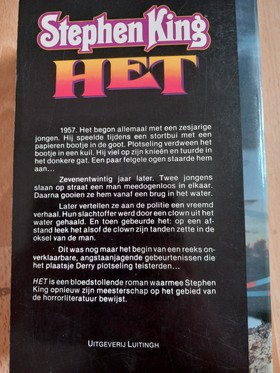 Stephen King
HET
1957. Het begon allemaal met een zesjarige
jongen. Hij speelde tijdens een stortbui met een
papieren bootje in de goot. Plotseling verdween het
bootje in een kuil. Hij viel op zijn knieën en tuurde in
het donkere gat. Een paar felgele ogen staarde hem
aan...
Zevenentwintig jaar later. Twee jongens
slaan op straat een man meedogenloos in elkaar.
Daarna gooien ze hem vanaf een brug in het water.
Later vertellen ze aan de politie een vreemd
verhaal. Hun slachtoffer werd door een clown uit het
water gehaald. En toen gebeurde het: op een af-
stand leek het alsof de clown zijn tanden zette in de
oksel van de man.
Dit was nog maar het begin van een reeks on-
verklaarbare, angstaanjagende gebeurtenissen die
het plaatsje Derry plotseling teisterden...
HET is een bloedstollende roman waarmee Stephen
King opnieuw zijn meesterschap op het gebied van
de horrorliteratuur bewijst.
UITGEVERIJ LUITINGH